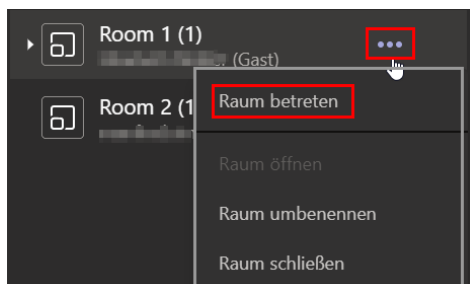 Room 1 (1)
(Gast)
Raum betreten
Room 2 (1
Raum öffnen
Raum umbenennen
Raum schließen